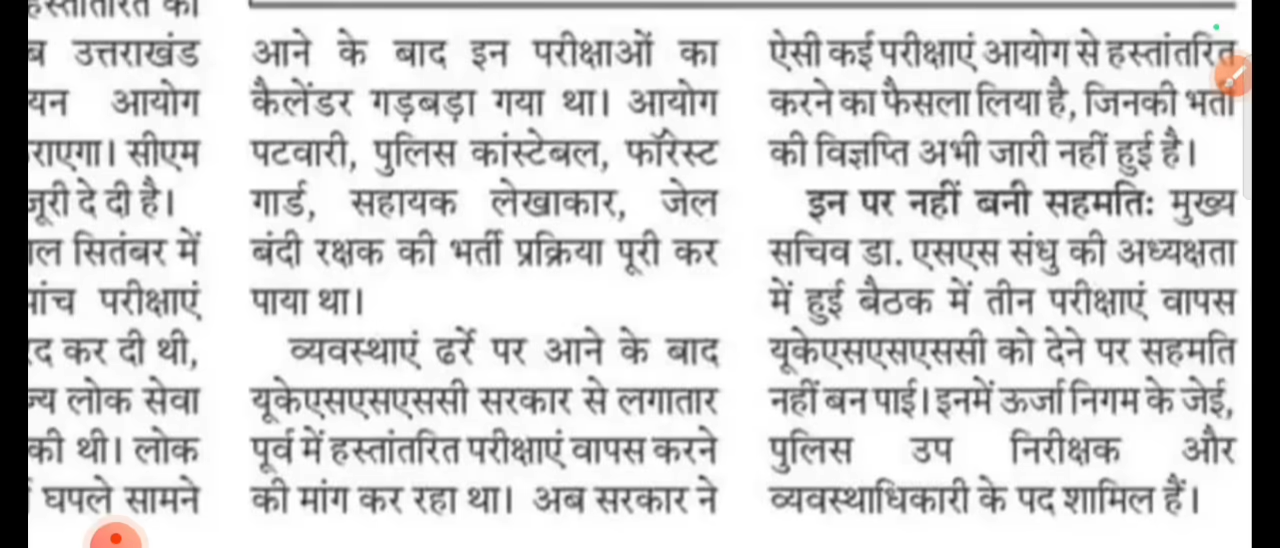 उत्तराखंड
आयोग
सीएम
दे दी है।
सितंबर में
परीक्षाएं
कर दी थी,
लोक सेवा
की थी। लोक
घपले सामने
आने के बाद इन परीक्षाओं का
कैलेंडर गड़बड़ा गया था। आयोग
पटवारी, पुलिस कांस्टेबल, फॉरेस्ट
गार्ड, सहायक लेखाकार, जेल
बंदी रक्षक की भर्ती प्रक्रिया पूरी कर
पाया था।
व्यवस्थाएं ढर्रे पर आने के बाद
यूकेएसएसएससी सरकार से लगातार
पूर्व में हस्तांतरित परीक्षाएं वापस करने
की मांग कर रहा था। अब सरकार ने
ऐसी कई परीक्षाएं आयोग से हस्तांतरित
करने का फैसला लिया है, जिनकी भर्ती
की विज्ञप्ति अभी जारी नहीं हुई है।
इन पर नहीं बनी सहमतिः मुख्य
सचिव डा. एसएस संधु की अध्यक्षता
में हुई बैठक में तीन परीक्षाएं वापस
यूकेएसएसएससी को देने पर सहमति
नहीं बन पाई। इनमें ऊर्जा निगम के जेई,
पुलिस उप निरीक्षक और
व्यवस्थाधिकारी के पद शामिल हैं।